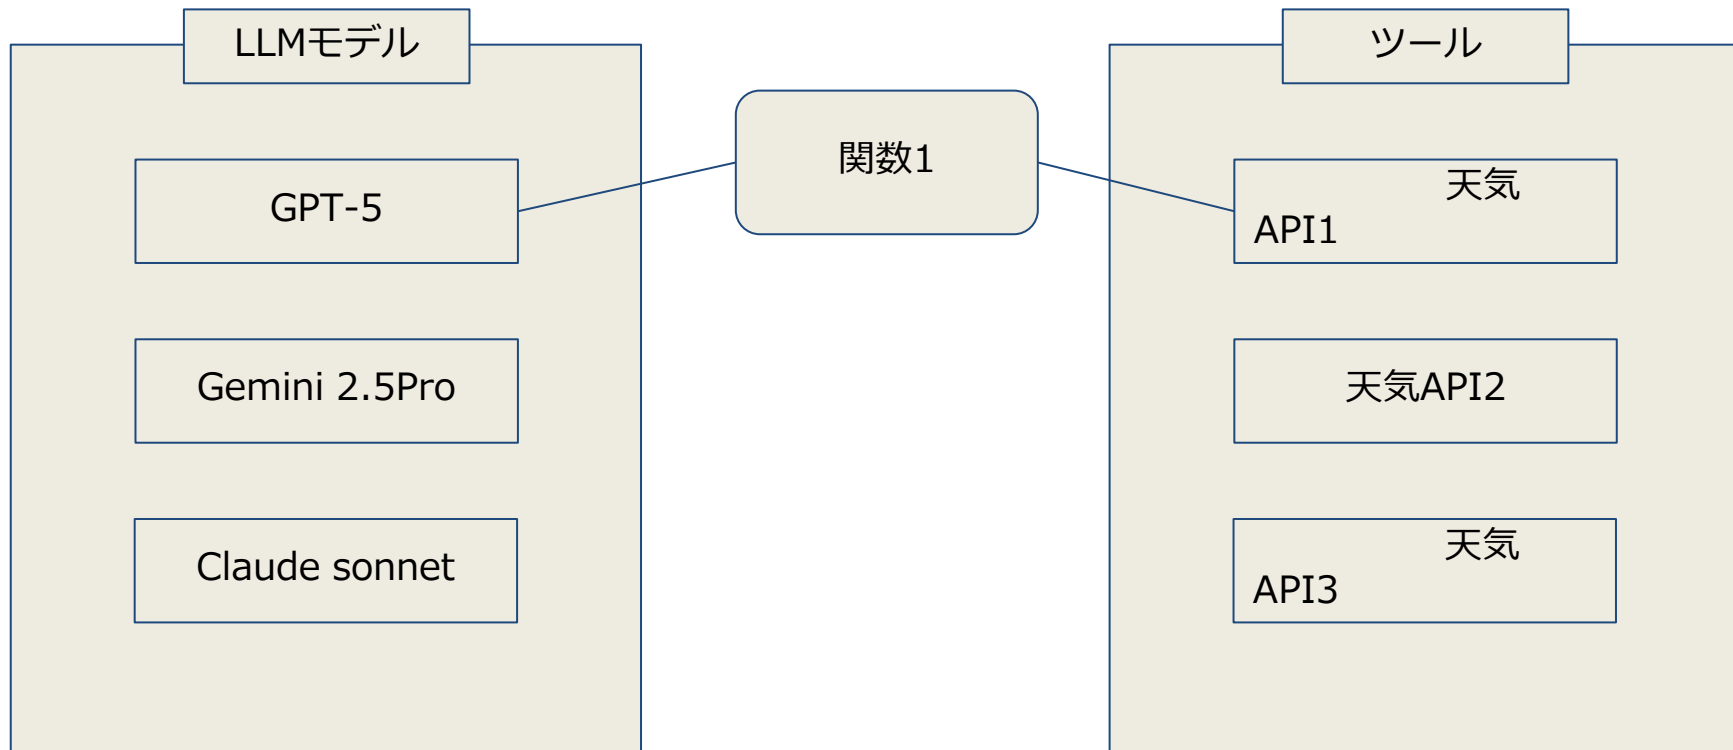 LLMモデル
ツール
関数1
GPT-5
天気
API1
Gemini 2.5Pro
天気API2
Claude sonnet
天気
API3